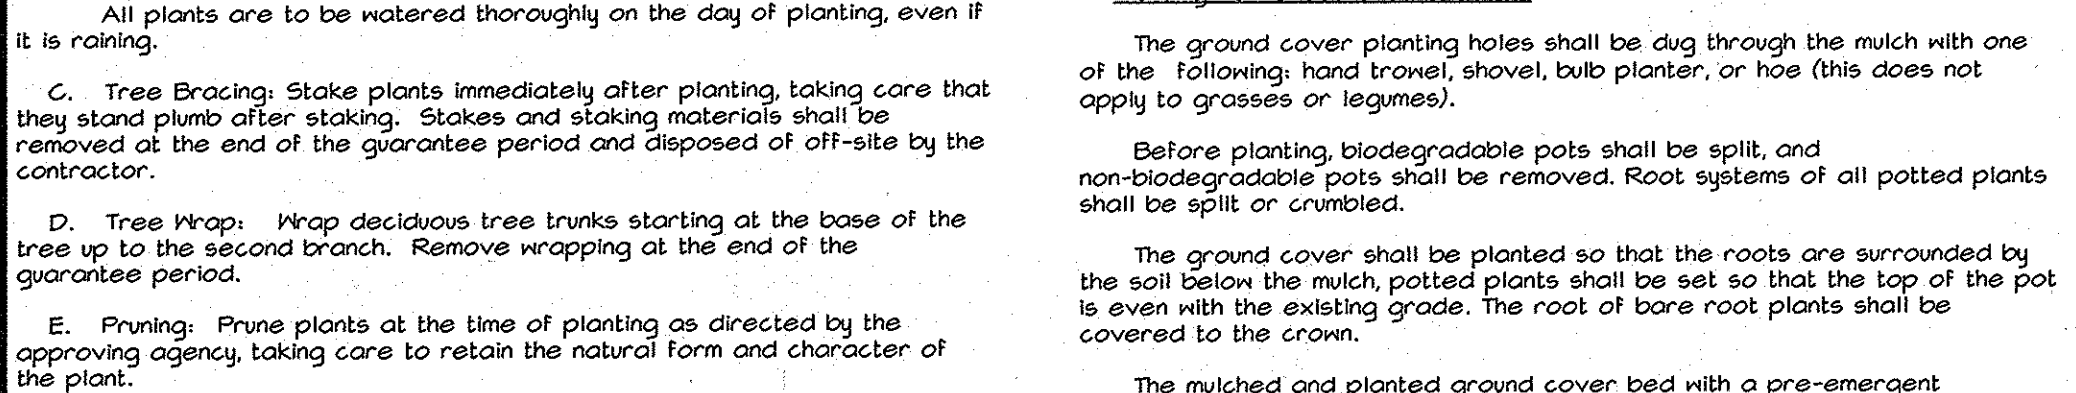 All plants are to be watered thoroughly on the day of planting, even if
it is raining.
C. Tree Bracing: Stake plants immediately after planting, taking care that
they stand plumb after staking. Stakes and staking materials shall be
removed at the end of the guarantee period and disposed of off-site by the
contractor.
D. Tree Wrap: Wrap deciduous tree trunks starting at the base of the
tree up to the second branch. Remove wrapping at the end of the
guarantee period.
E. Pruning: Prune plants at the time of planting as directed by the
approving agency, taking care to retain the natural form and character of
the plant.
The ground cover planting holes shall be dug through the mulch with one
of the following: hand trowel, shovel, bulb planter, or hoe (this does not
apply to grasses or legumes).
Before planting, biodegradable pots shall be split, and
non-biodegradable pots shall be removed. Root systems of all potted plants
shall be split or crumbled.
The ground cover shall be planted so that the roots are surrounded by
the soil below the mulch, potted plants shall be set so that the top of the pot
is even with the existing grade. The root of bare root plants shall be
covered to the crown.
The mulched and planted ground cover bed with a pre-emergent